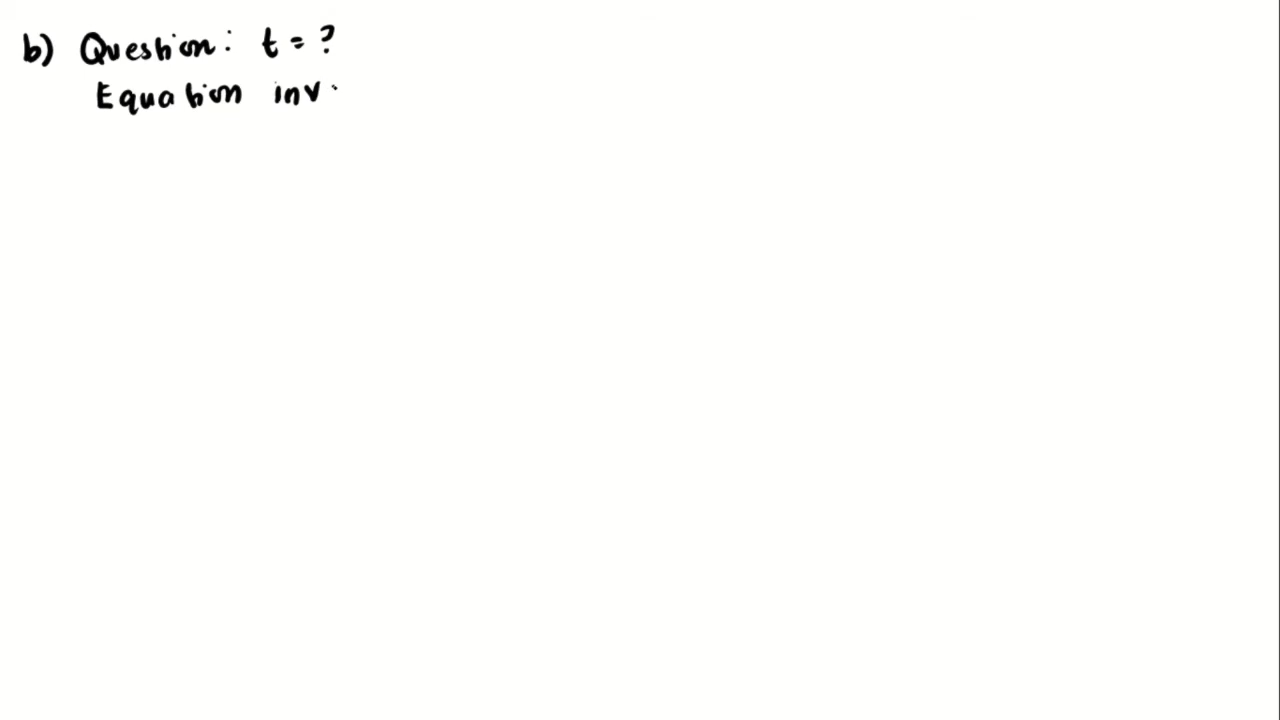 b) Question: t = ?
Equation inv